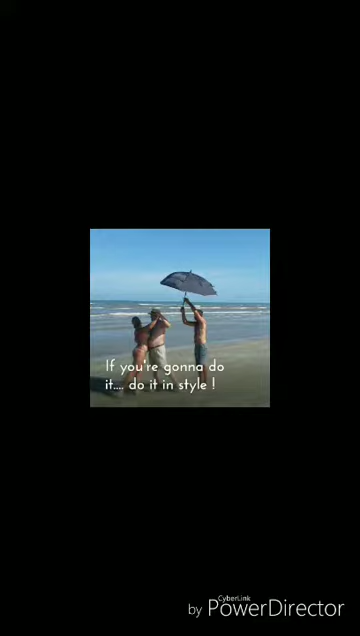 If you're gonna do
it.... do it in style !
CyberLink
by PowerDirector